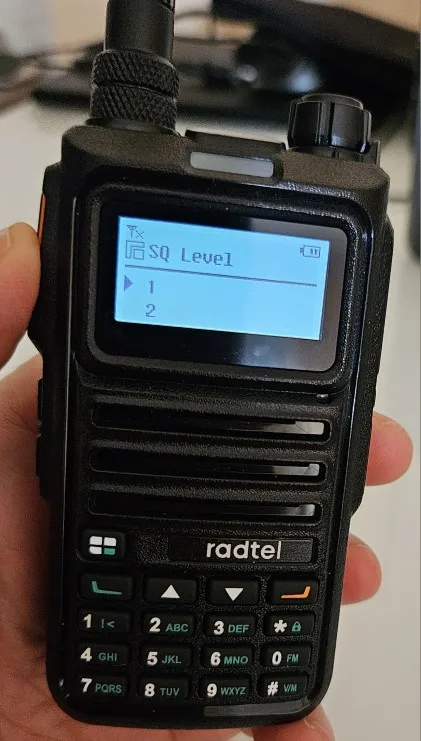 Tx
SQ Level
1
2
radtel
1 !< 2 ABC 3 DEF *
4 GHI 5 JKL 6 MNO 0 FM
7 PQRS 8 TUV 9 WXYZ # V/M